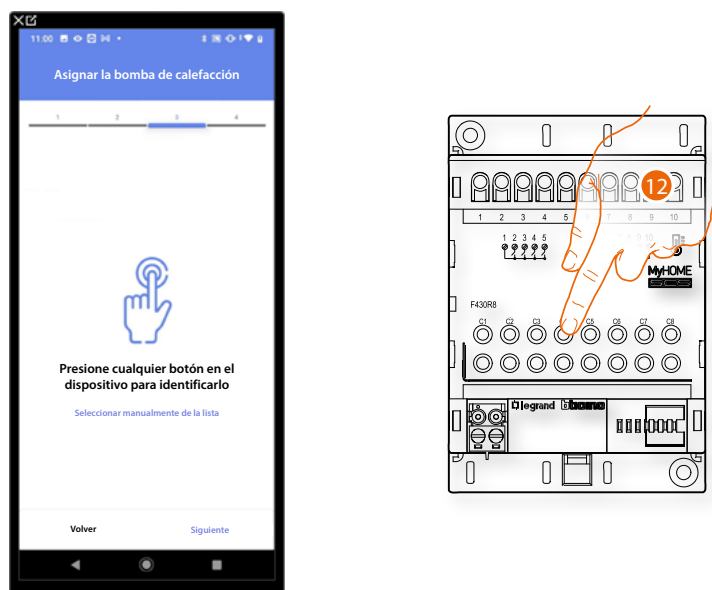 11:00
Asignar la bomba de calefacción
1 2 3 4
Presione cualquier botón en el
dispositivo para identificarlo
Seleccionar manualmente de la lista
Volver Siguiente
12
1 2 3 4 5 7 8 9 10
1 2 3 4 5 9 10
MyHOME
F430R8
C1 C2 C3 C5 C6 C7 C8
legrand bticino